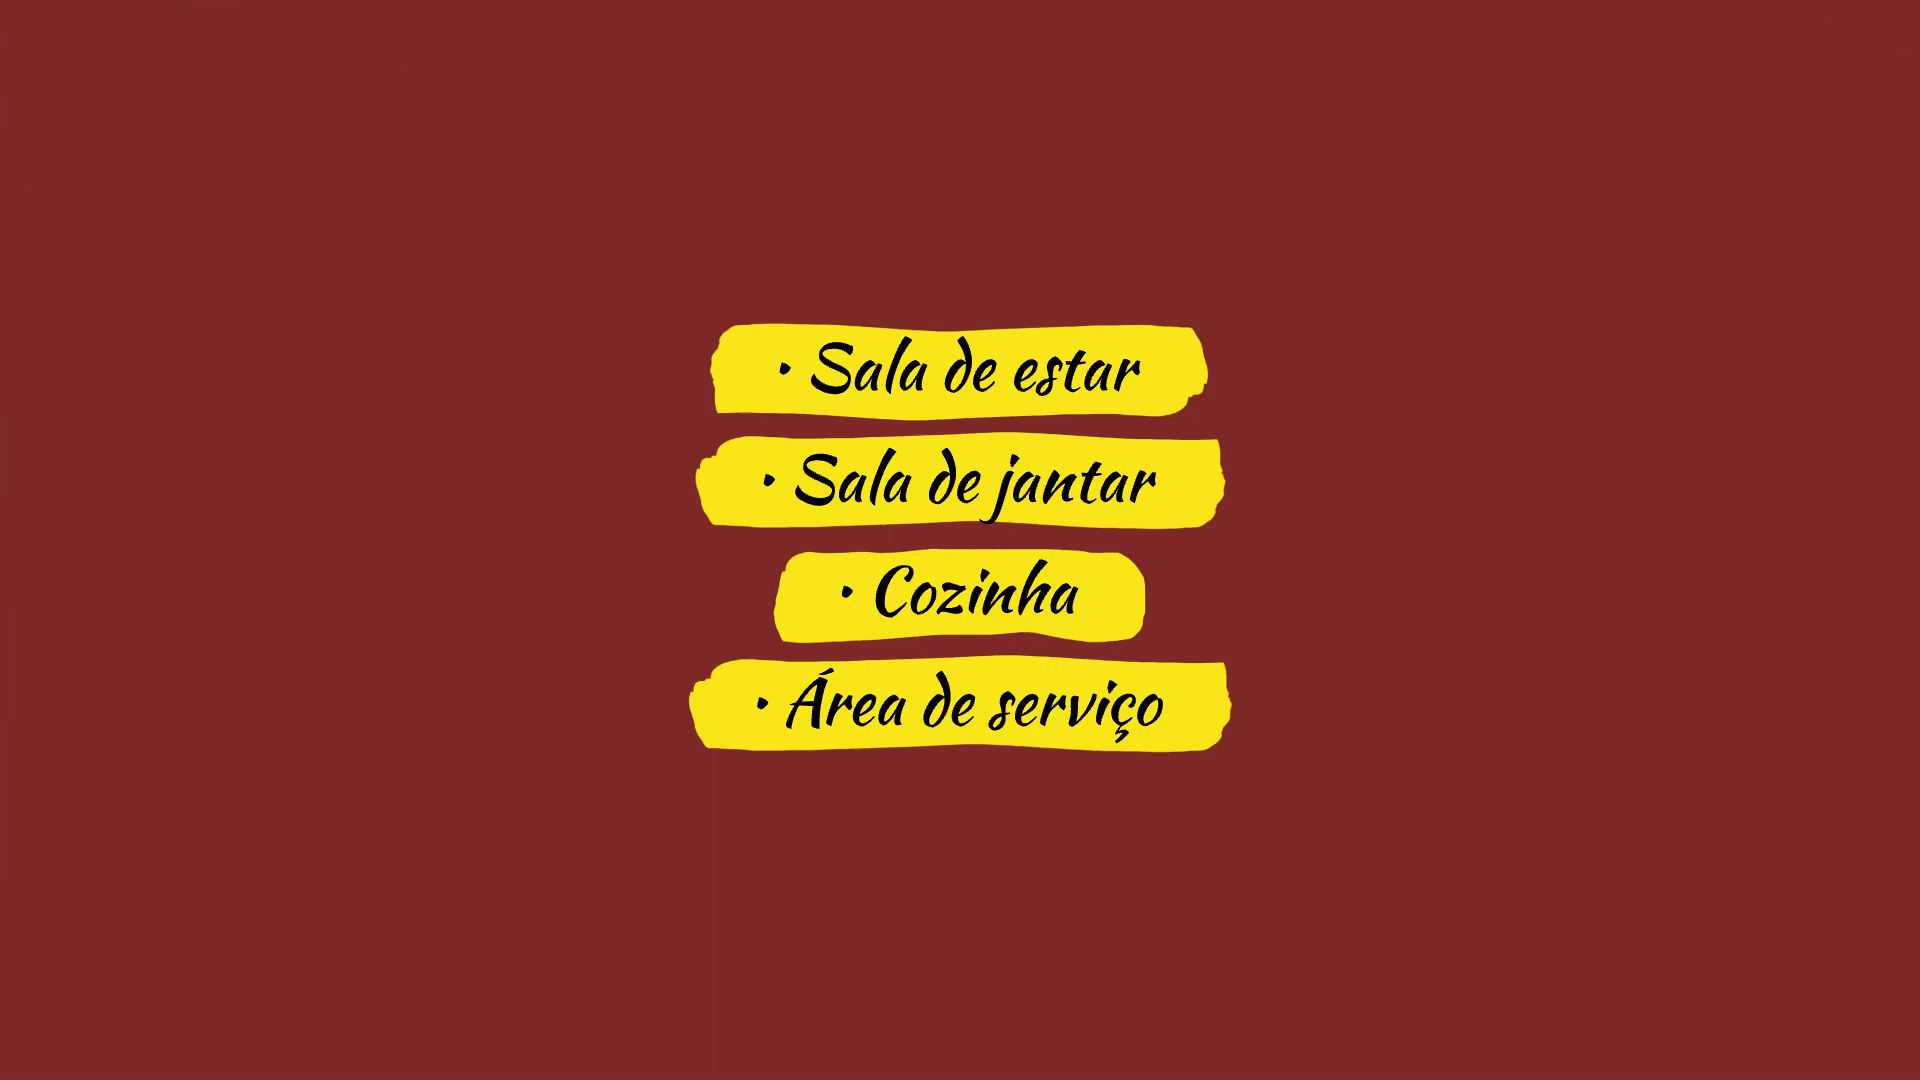 • Sala de estar
• Sala de jantar
• Cozinha
• Área de serviço